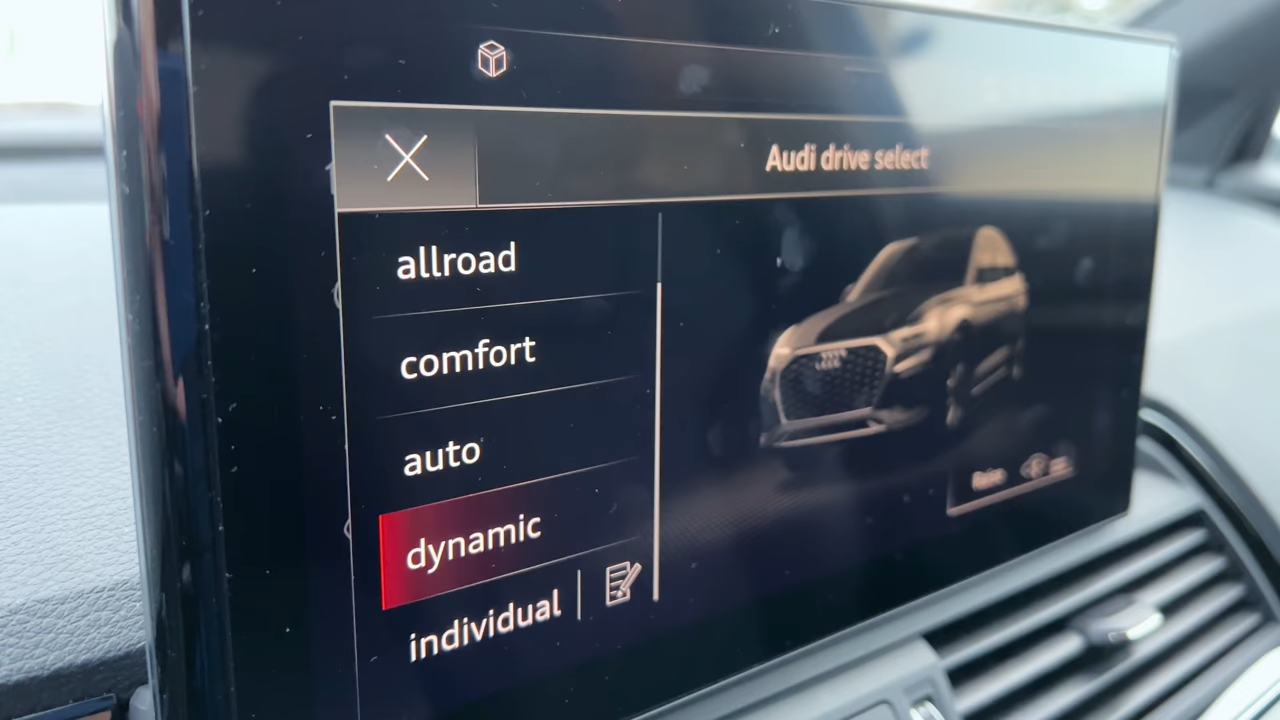 Audi drive select
allroad
comfort
auto
dynamic
individual